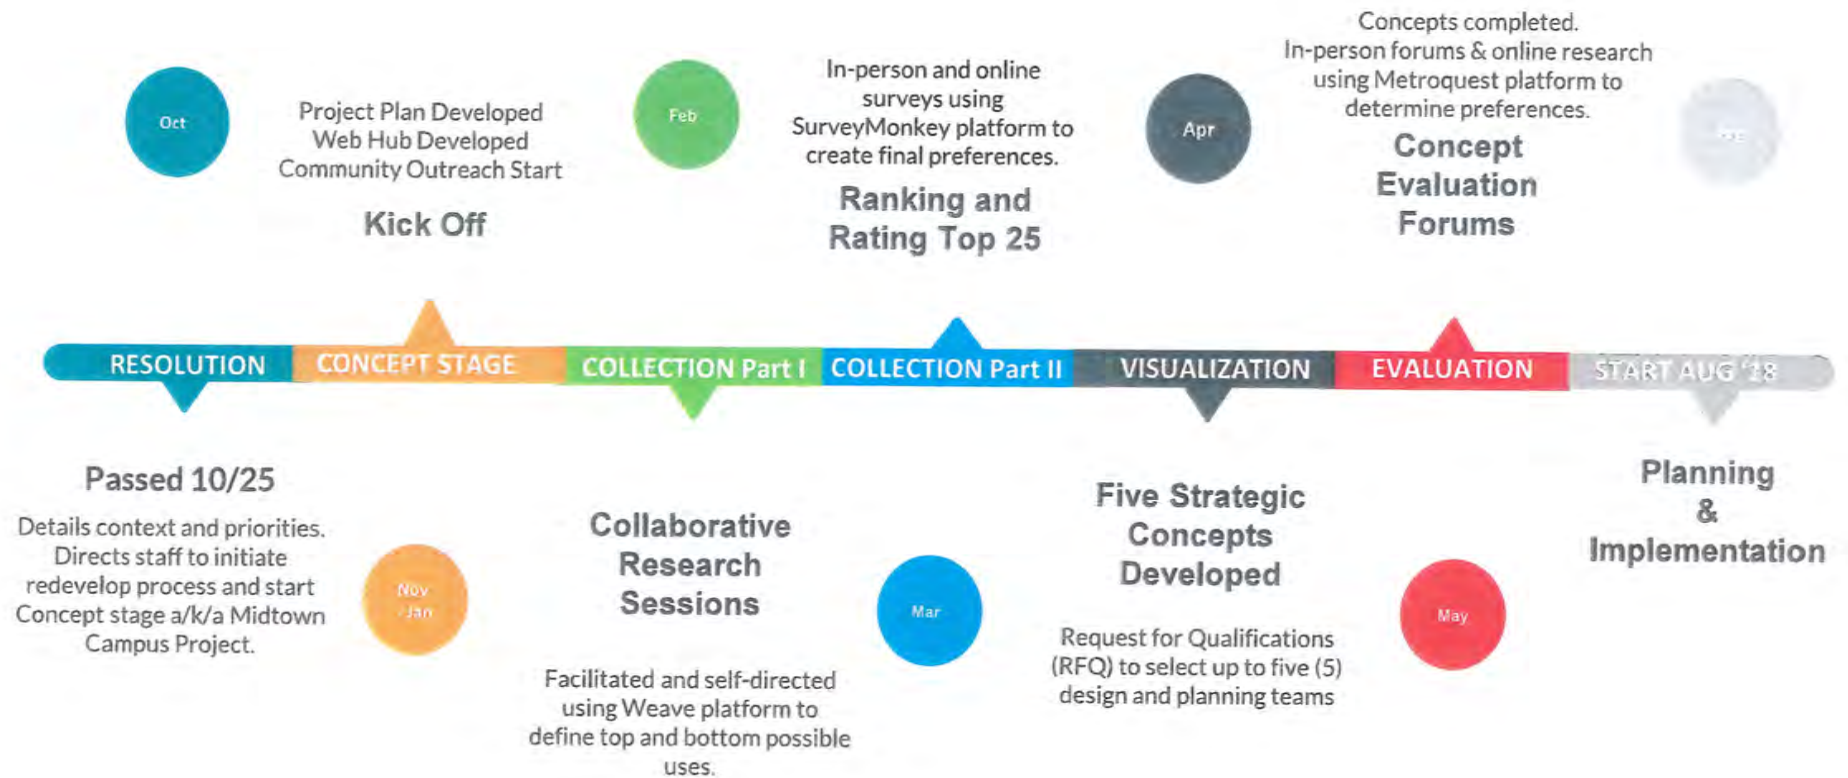 Oct
Project Plan Developed
Web Hub Developed
Community Outreach Start
Kick Off
Feb
In-person and online
surveys using
SurveyMonkey platform to
create final preferences.
Ranking and
Rating Top 25
Apr
Concepts completed.
In-person forums & online research
using Metroquest platform to
determine preferences.
Concept
Evaluation
Forums
RESOLUTION
CONCEPT STAGE
COLLECTION Part I
COLLECTION Part II
VISUALIZATION
EVALUATION
START AUG '18
Passed 10/25
Details context and priorities.
Directs staff to initiate
redevelop process and start
Concept stage a/k/a Midtown
Campus Project.
Nov
-Jan
Collaborative
Research
Sessions
Facilitated and self-directed
using Weave platform to
define top and bottom possible
uses.
Mar
Five Strategic
Concepts
Developed
Request for Qualifications
(RFQ) to select up to five (5)
design and planning teams
May
Planning
&
Implementation